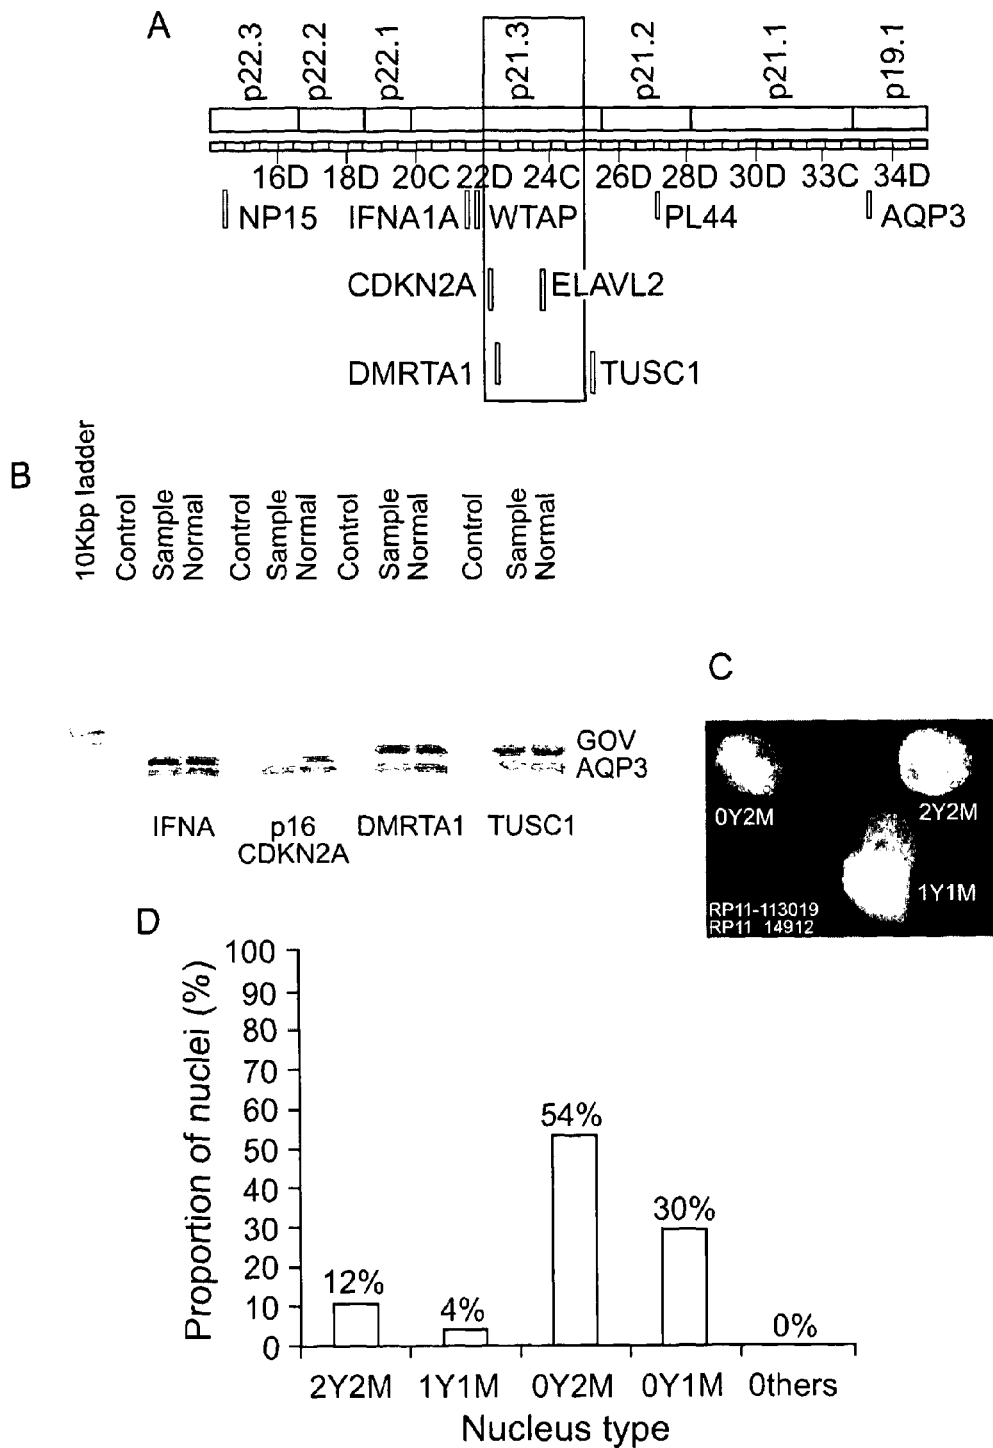 A
p22.3 p22.2 p22.1 p21.3 p21.2 p21.1 p19.1
16D 18D 20C 22D 24C 26D 28D 30D 33C 34D
NP15 IFNA1A WTAP PL44 AQP3
CDKN2A ELAVL2
DMRTA1 TUSC1
B
10Kbp ladder Control Sample Normal Control Sample Normal Control Sample Normal Control Sample Normal
GOV
AQP3
IFNA p16 DMRTA1 TUSC1
CDKN2A
C
0Y2M 2Y2M
1Y1M
RP11-113019
RP11 14912
D
Proportion of nuclei (%)
100
90
80
70
60
50
40
30
20
10
0
12% 4% 54% 30% 0%
2Y2M 1Y1M 0Y2M 0Y1M 0thers
Nucleus type